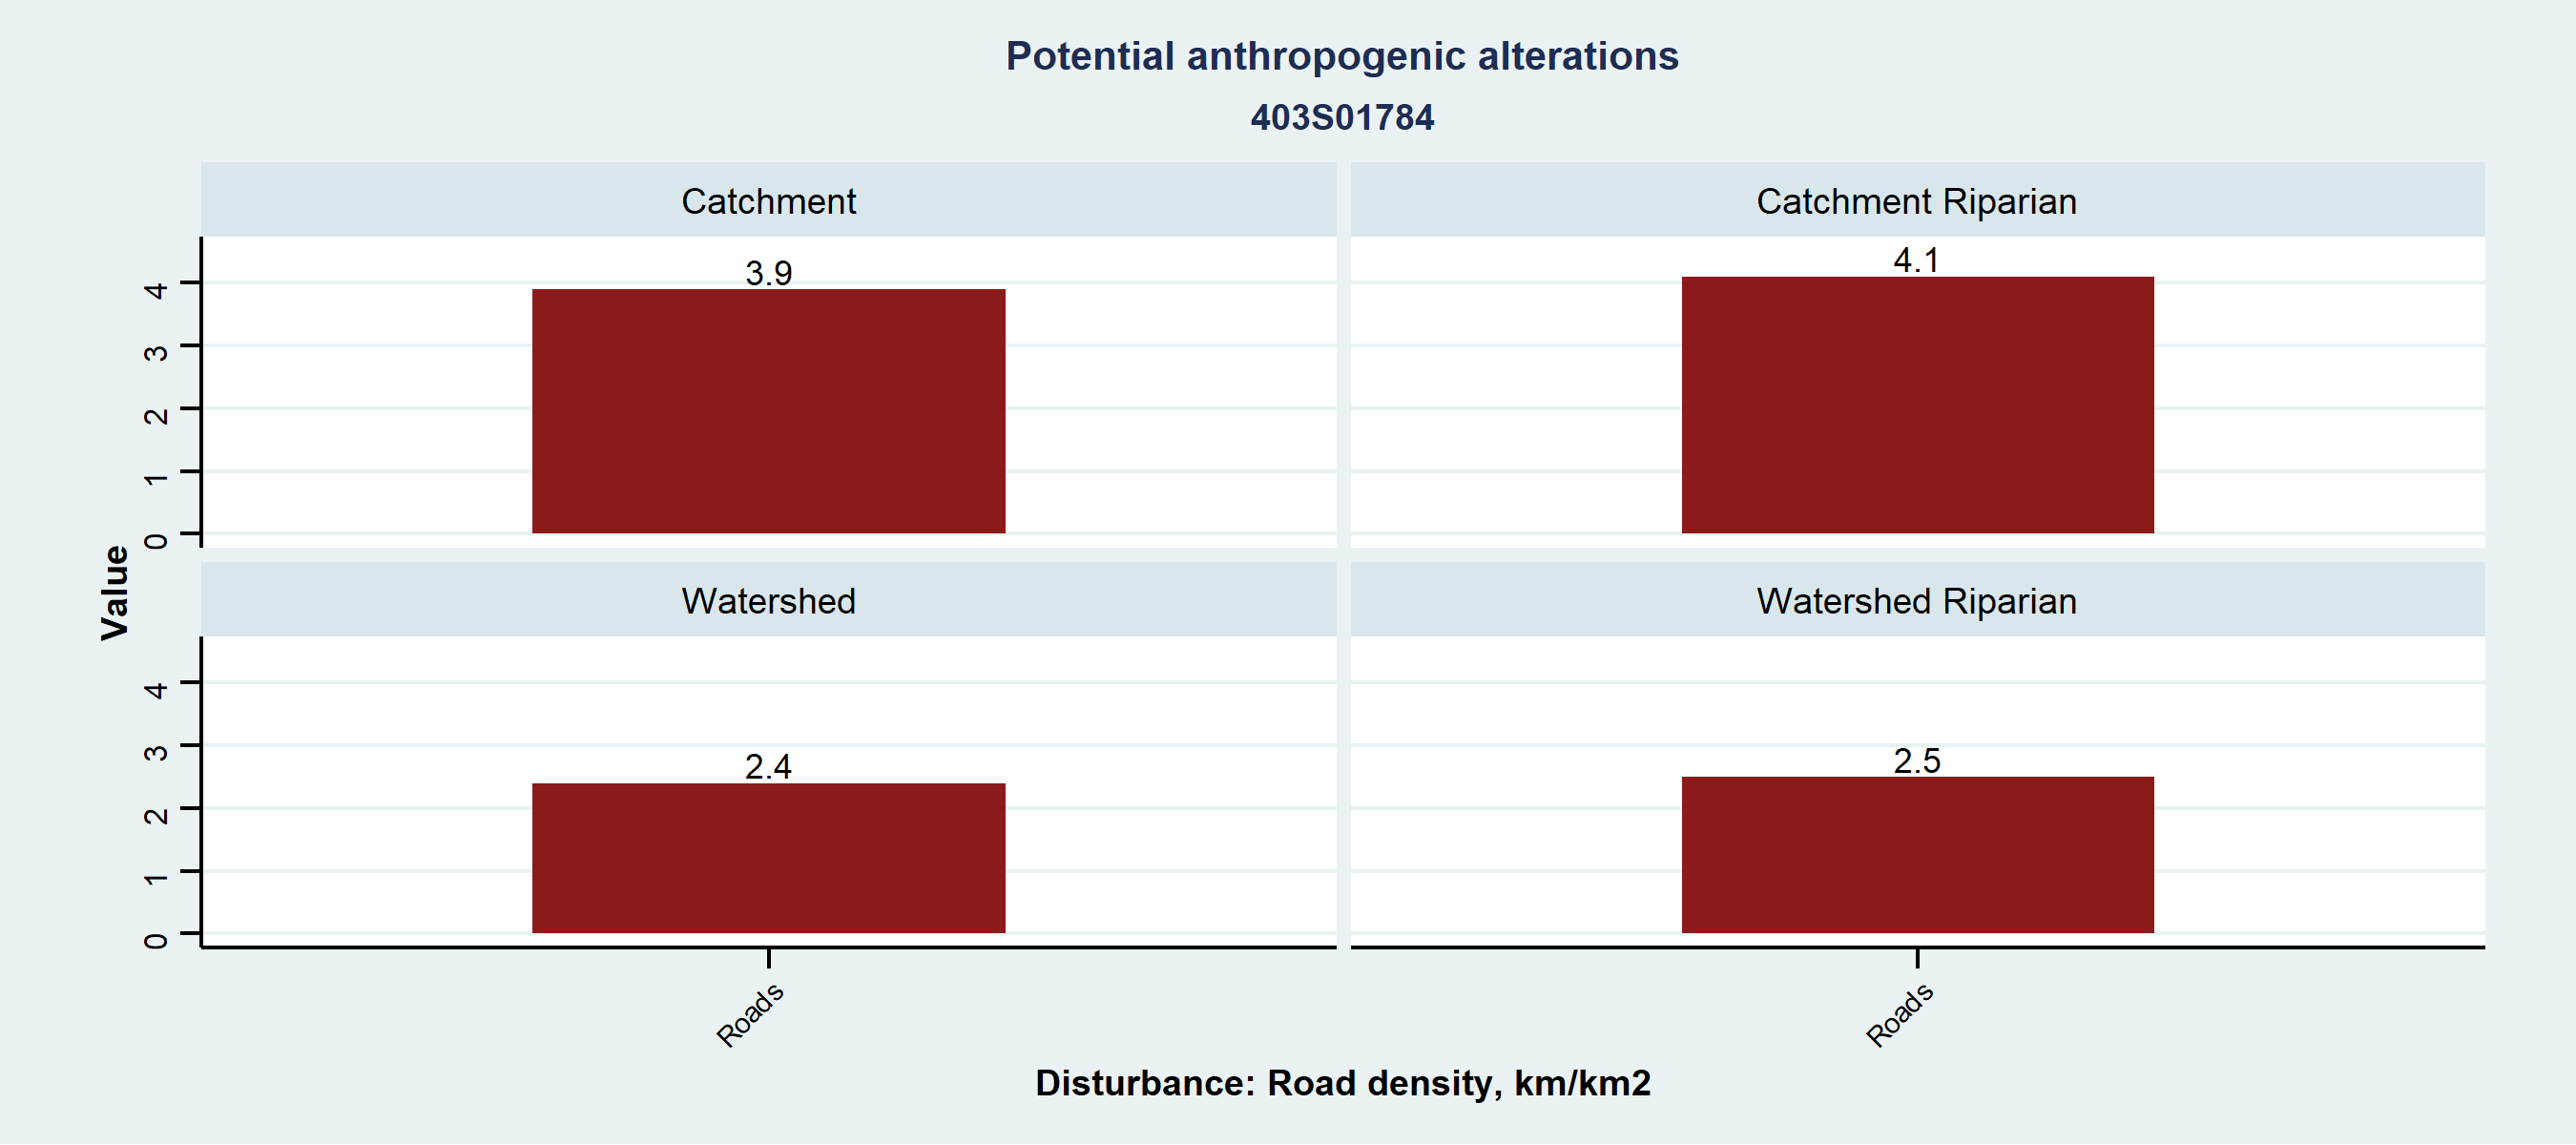 Potential anthropogenic alterations
403S01784
Catchment
Catchment Riparian
3.9
4.1
4
3
2
1
0
Value
Watershed
Watershed Riparian
2.4
2.5
4
3
2
1
0
Roads
Roads
Disturbance: Road density, km/km2